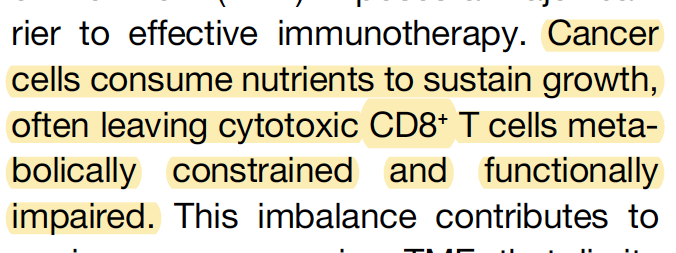 rier to effective immunotherapy. Cancer
cells consume nutrients to sustain growth,
often leaving cytotoxic CD8⁺ T cells meta-
bolically constrained and functionally
impaired. This imbalance contributes to